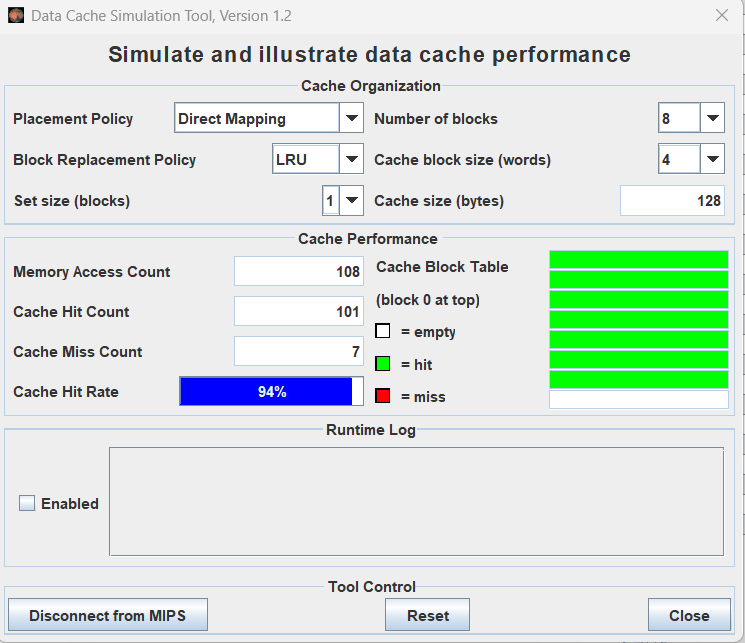 Data Cache Simulation Tool, Version 1.2
Simulate and illustrate data cache performance
Cache Organization
Placement Policy Direct Mapping Number of blocks 8
Block Replacement Policy LRU Cache block size (words) 4
Set size (blocks) 1 Cache size (bytes) 128
Cache Performance
Memory Access Count 108 Cache Block Table
Cache Hit Count 101 (block 0 at top)
= empty
Cache Miss Count 7 = hit
Cache Hit Rate 94% = miss
Runtime Log
Enabled
Tool Control
Disconnect from MIPS Reset Close